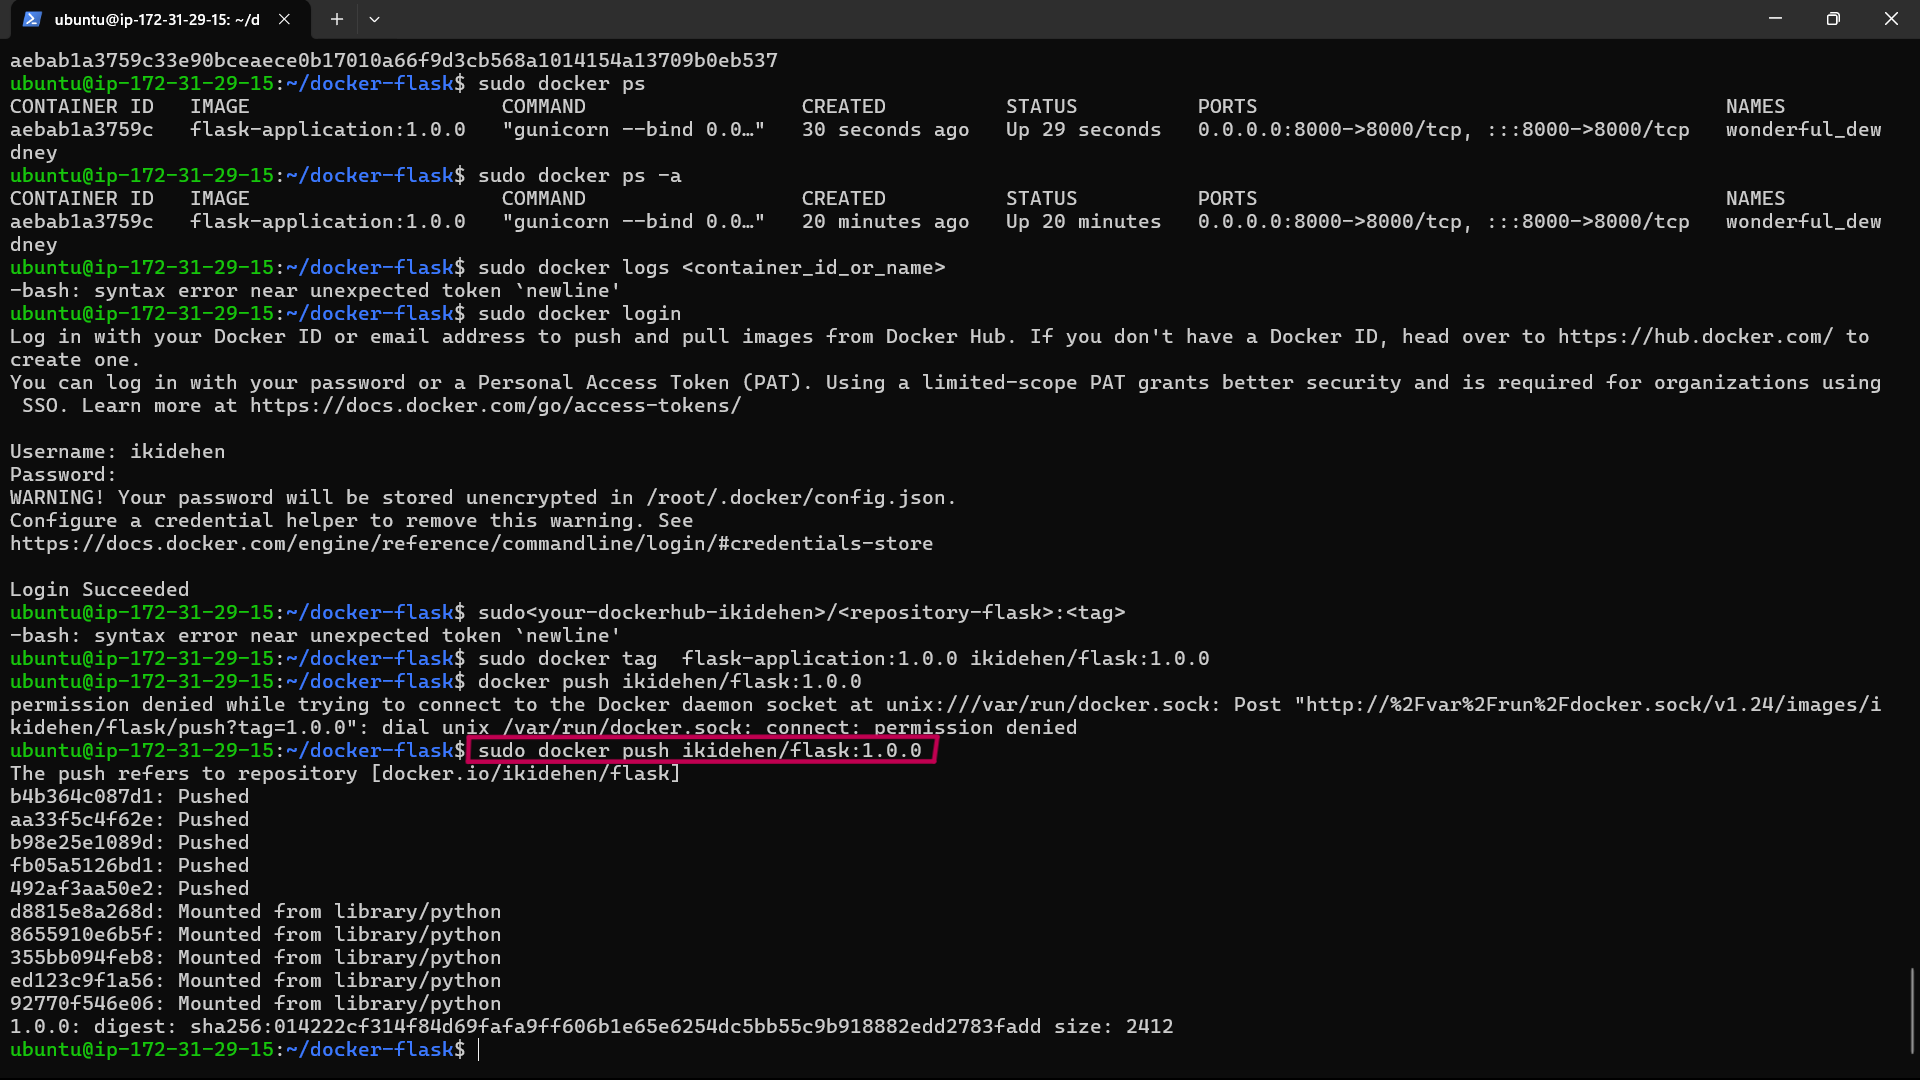 ubuntu@ip-172-31-29-15: ~/d
aebab1a3759c33e90bceaece0b17010a66f9d3cb568a1014154a13709b0eb537
ubuntu@ip-172-31-29-15:~/docker-flask$ sudo docker ps
CONTAINER ID   IMAGE                     COMMAND                  CREATED          STATUS          PORTS                                       NAMES
aebab1a3759c   flask-application:1.0.0   "gunicorn --bind 0.0…"   30 seconds ago   Up 29 seconds   0.0.0.0:8000->8000/tcp, :::8000->8000/tcp   wonderful_dew
dney
ubuntu@ip-172-31-29-15:~/docker-flask$ sudo docker ps -a
CONTAINER ID   IMAGE                     COMMAND                  CREATED          STATUS          PORTS                                       NAMES
aebab1a3759c   flask-application:1.0.0   "gunicorn --bind 0.0…"   20 minutes ago   Up 20 minutes   0.0.0.0:8000->8000/tcp, :::8000->8000/tcp   wonderful_dew
dney
ubuntu@ip-172-31-29-15:~/docker-flask$ sudo docker logs <container_id_or_name>
-bash: syntax error near unexpected token `newline'
ubuntu@ip-172-31-29-15:~/docker-flask$ sudo docker login
Log in with your Docker ID or email address to push and pull images from Docker Hub. If you don't have a Docker ID, head over to https://hub.docker.com/ to
create one.
You can log in with your password or a Personal Access Token (PAT). Using a limited-scope PAT grants better security and is required for organizations using
 SSO. Learn more at https://docs.docker.com/go/access-tokens/
Username: ikidehen
Password:
WARNING! Your password will be stored unencrypted in /root/.docker/config.json.
Configure a credential helper to remove this warning. See
https://docs.docker.com/engine/reference/commandline/login/#credentials-store
Login Succeeded
ubuntu@ip-172-31-29-15:~/docker-flask$ sudo<your-dockerhub-ikidehen>/<repository-flask>:<tag>
-bash: syntax error near unexpected token `newline'
ubuntu@ip-172-31-29-15:~/docker-flask$ sudo docker tag  flask-application:1.0.0 ikidehen/flask:1.0.0
ubuntu@ip-172-31-29-15:~/docker-flask$ docker push ikidehen/flask:1.0.0
permission denied while trying to connect to the Docker daemon socket at unix:///var/run/docker.sock: Post "http://%2Fvar%2Frun%2Fdocker.sock/v1.24/images/i
kidehen/flask/push?tag=1.0.0": dial unix /var/run/docker.sock: connect: permission denied
ubuntu@ip-172-31-29-15:~/docker-flask$ sudo docker push ikidehen/flask:1.0.0
The push refers to repository [docker.io/ikidehen/flask]
b4b364c087d1: Pushed
aa33f5c4f62e: Pushed
b98e25e1089d: Pushed
fb05a5126bd1: Pushed
492af3aa50e2: Pushed
d8815e8a268d: Mounted from library/python
8655910e6b5f: Mounted from library/python
355bb094feb8: Mounted from library/python
ed123c9f1a56: Mounted from library/python
92770f546e06: Mounted from library/python
1.0.0: digest: sha256:014222cf314f84d69fafa9ff606b1e65e6254dc5bb55c9b918882edd2783fadd size: 2412
ubuntu@ip-172-31-29-15:~/docker-flask$